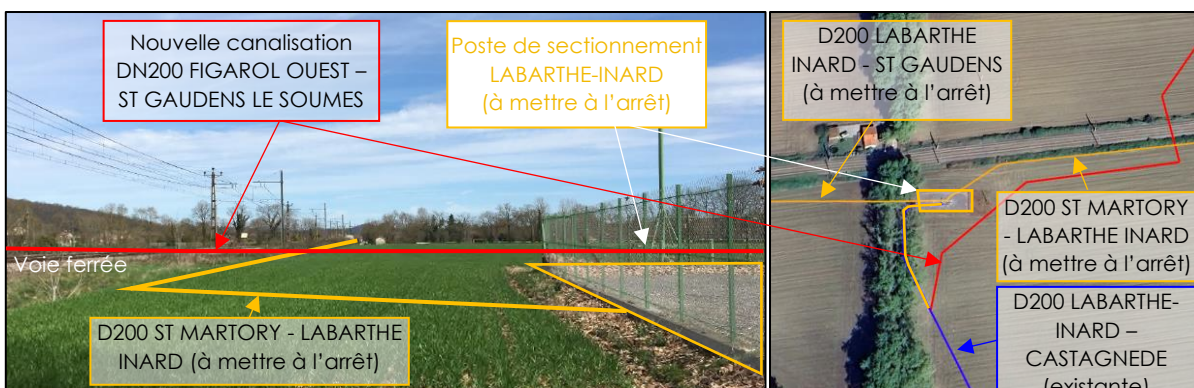 Nouvelle canalisation
DN200 FIGAROL OUEST –
ST GAUDENS LE SOUMES
Poste de sectionnement
LABARTHE-INARD
(à mettre à l'arrêt)
Voie ferrée
D200 ST MARTORY - LABARTHE
INARD (à mettre à l'arrêt)
D200 LABARTHE
INARD - ST GAUDENS
(à mettre à l'arrêt)
D200 ST MARTORY
- LABARTHE INARD
(à mettre à l'arrêt)
D200 LABARTHE-
INARD –
CASTAGNEDE
(existante)